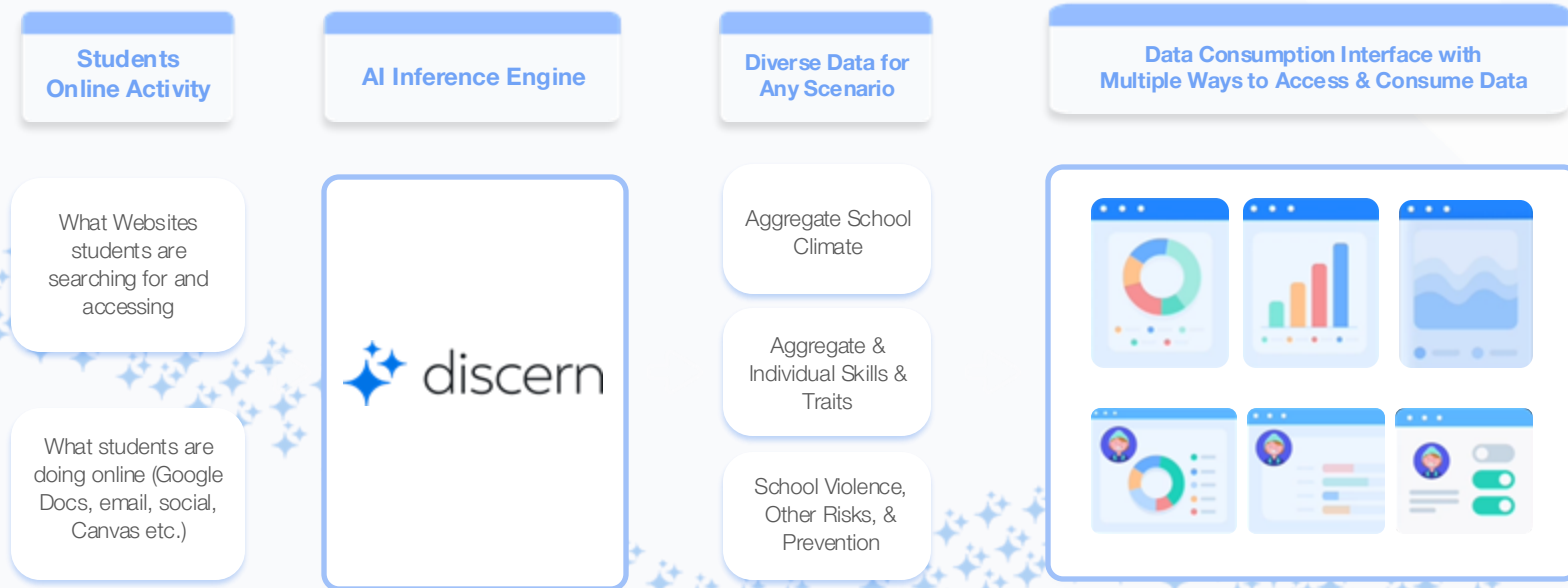 Students
Online Activity
AI Inference Engine
Diverse Data for
Any Scenario
Data Consumption Interface with
Multiple Ways to Access & Consume Data
What Websites
students are
searching for and
accessing
What students are
doing online (Google
Docs, email, social,
Canvas etc.)
discern
Aggregate School
Climate
Aggregate &
Individual Skills &
Traits
School Violence,
Other Risks, &
Prevention